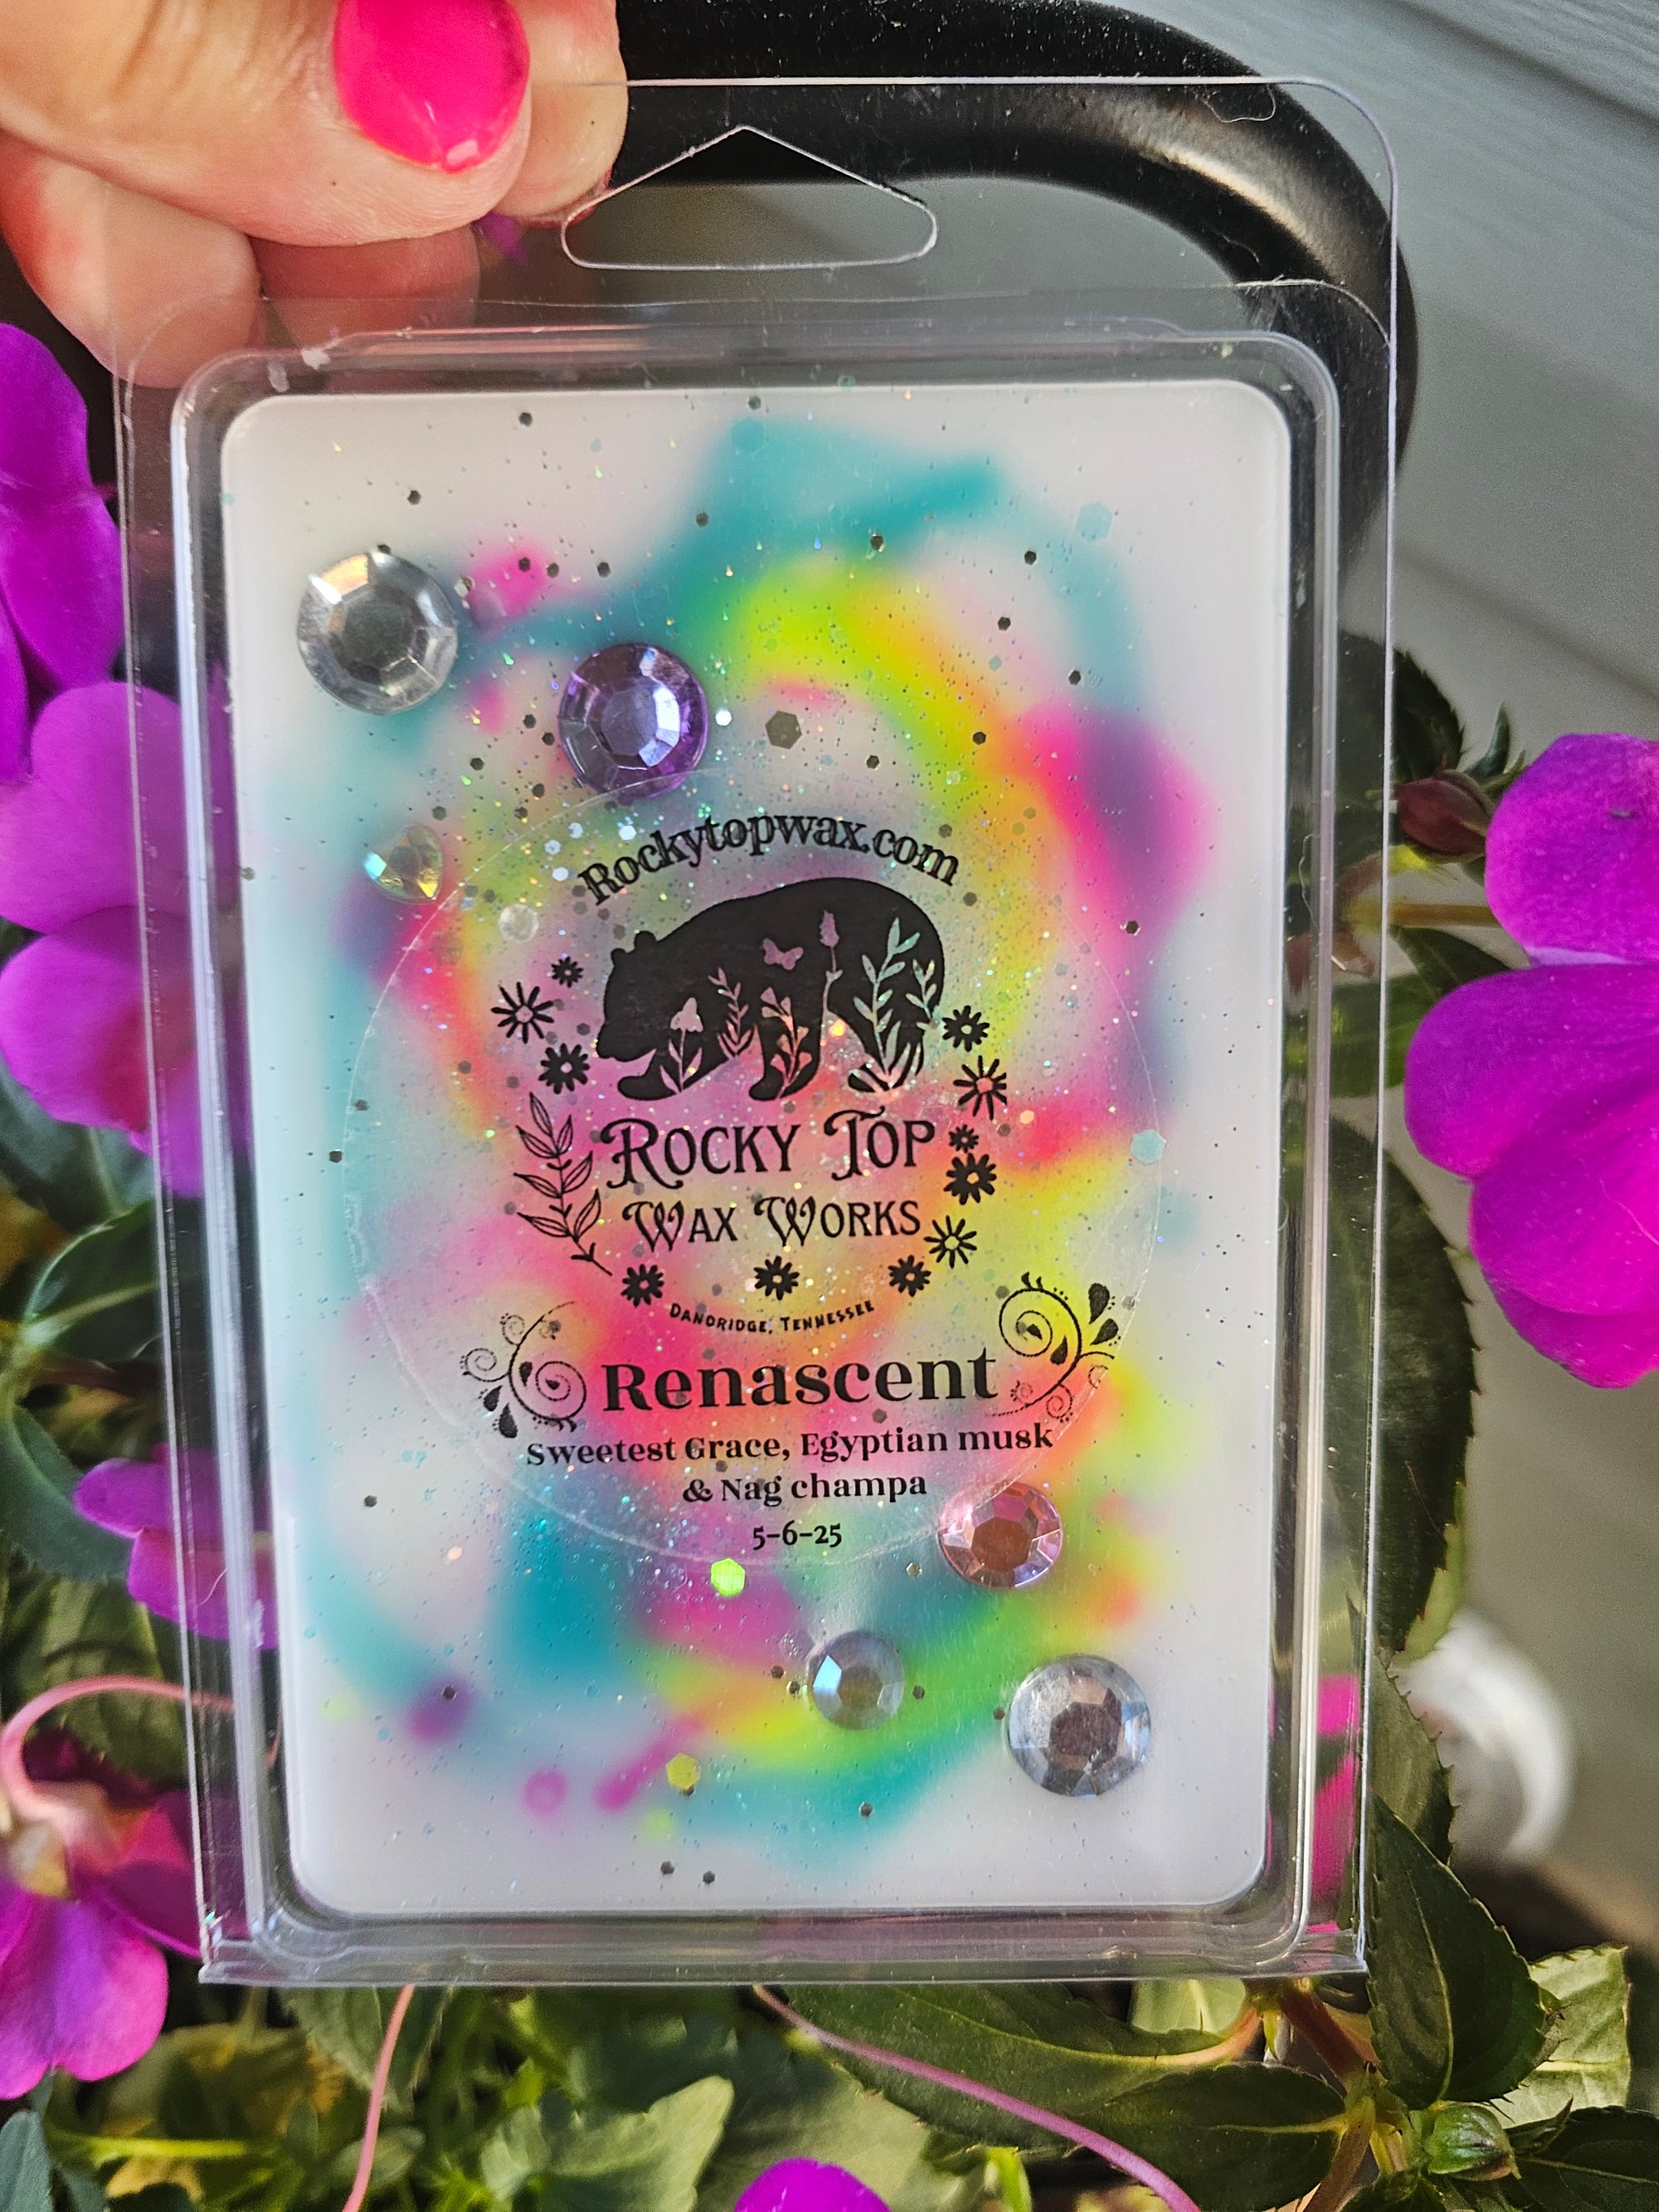 Rockytopwax.com
Rocky Top
Wax Works
Dandridge, Tennessee
Renascent
Sweetest Grace, Egyptian musk
& Nag champa
5-6-25